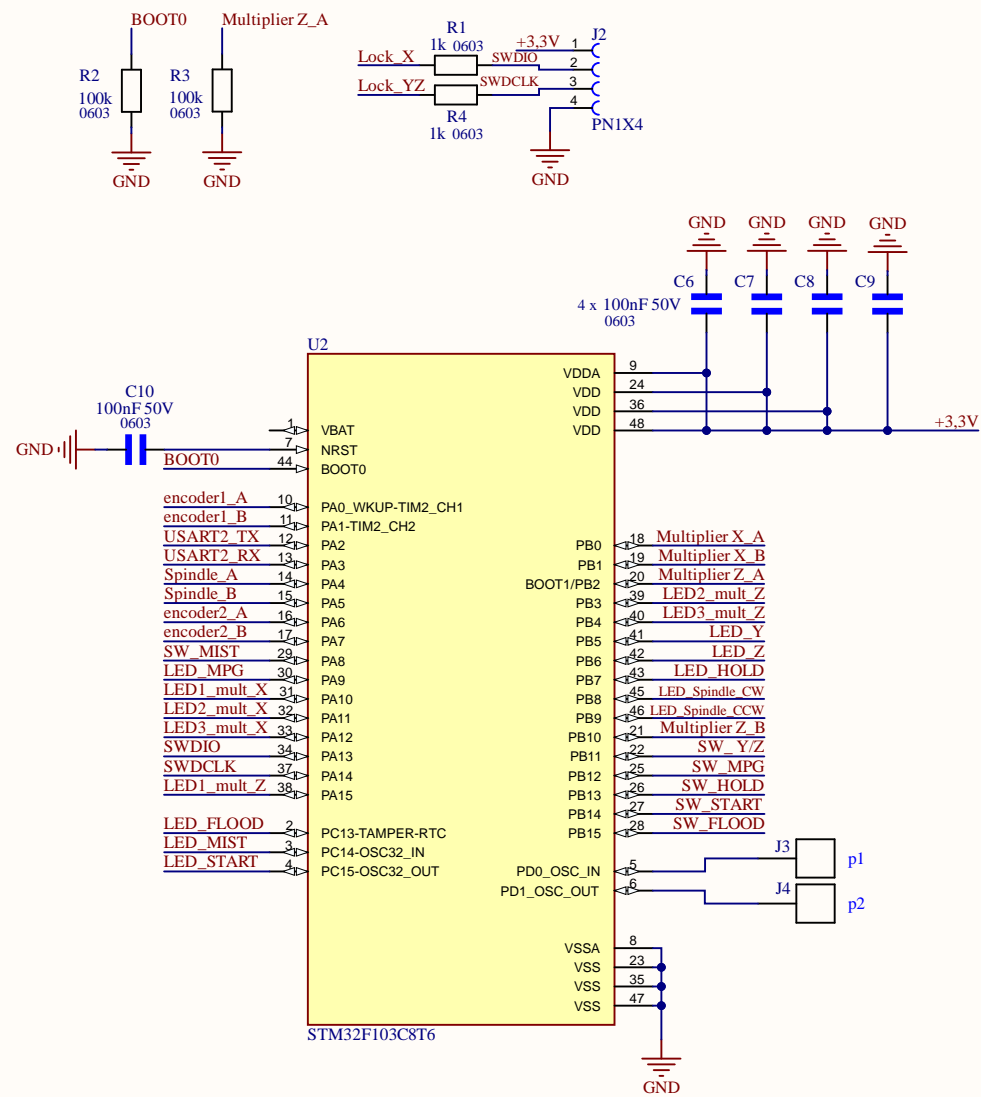 BOOT0 Multiplier Z_A
R2 R3
100k 100k
0603 0603
GND GND
R1 J2
1k 0603 +3,3V 1
Lock_X SWDIO 2
Lock_YZ SWDCLK 3
4
R4 PN1X4
1k 0603
GND
GND GND GND GND
C6 C7 C8 C9
4 x 100nF 50V
0603
U2
VDDA 9
VDD 24
VDD 36
VDD 48 +3,3V
C10
100nF 50V
0603
1 VBAT
GND 7 NRST
BOOT0 44 BOOT0
encoder1_A 10 PA0_WKUP-TIM2_CH1
encoder1_B 11 PA1-TIM2_CH2
USART2_TX 12 PA2 PB0 18 Multiplier X_A
USART2_RX 13 PA3 PB1 19 Multiplier X_B
Spindle_A 14 PA4 BOOT1/PB2 20 Multiplier Z_A
Spindle_B 15 PA5 PB3 39 LED2_mult_Z
encoder2_A 16 PA6 PB4 40 LED3_mult_Z
encoder2_B 17 PA7 PB5 41 LED_Y
SW_MIST 29 PA8 PB6 42 LED_Z
LED_MPG 30 PA9 PB7 43 LED_HOLD
LED1_mult_X 31 PA10 PB8 45 LED_Spindle_CW
LED2_mult_X 32 PA11 PB9 46 LED_Spindle_CCW
LED3_mult_X 33 PA12 PB10 21 Multiplier Z_B
SWDIO 34 PA13 PB11 22 SW_Y/Z
SWDCLK 37 PA14 PB12 25 SW_MPG
LED1_mult_Z 38 PA15 PB13 26 SW_HOLD
PB14 27 SW_START
LED_FLOOD 2 PC13-TAMPER-RTC PB15 28 SW_FLOOD
LED_MIST 3 PC14-OSC32_IN
LED_START 4 PC15-OSC32_OUT PD0_OSC_IN 5 J3 p1
PD1_OSC_OUT 6 J4 p2
VSSA 8
VSS 23
VSS 35
VSS 47
STM32F103C8T6
GND